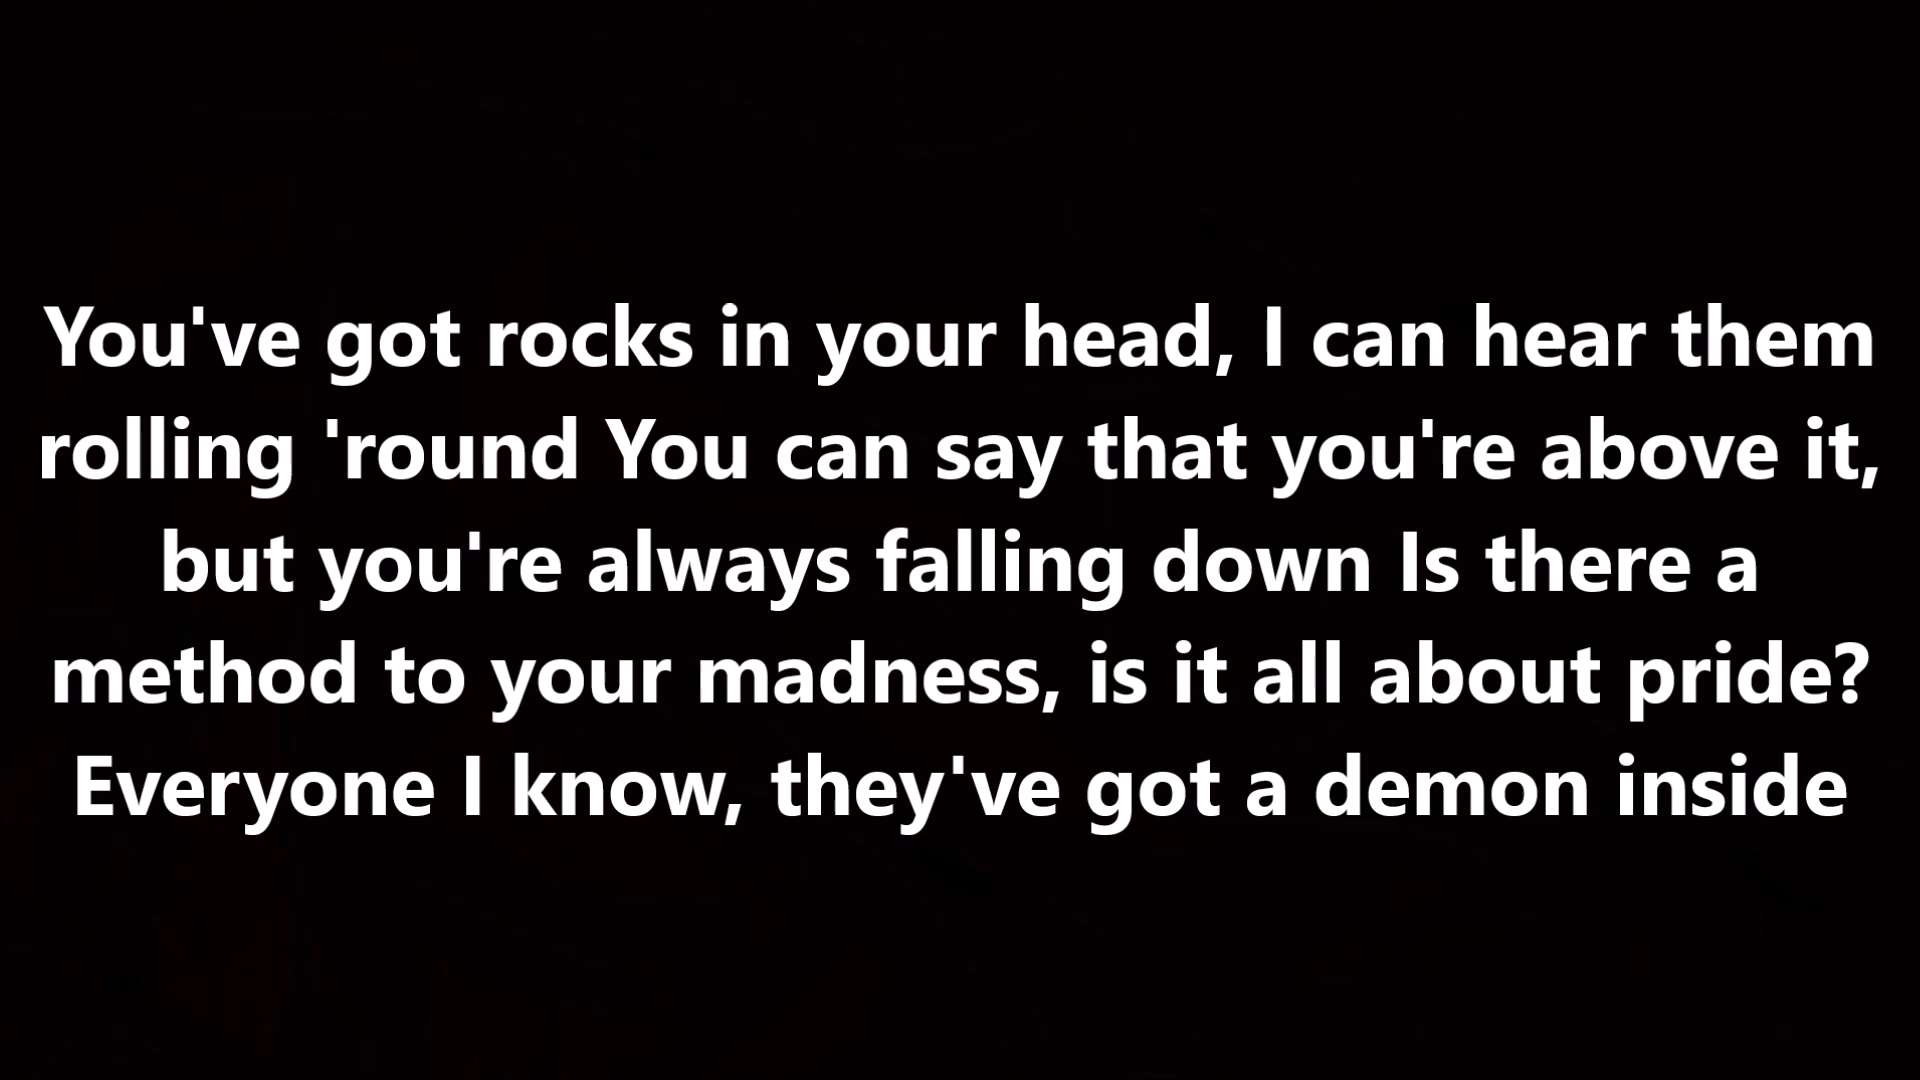 You've got rocks in your head, I can hear them
rolling 'round You can say that you're above it,
but you're always falling down Is there a
method to your madness, is it all about pride?
Everyone I know, they've got a demon inside